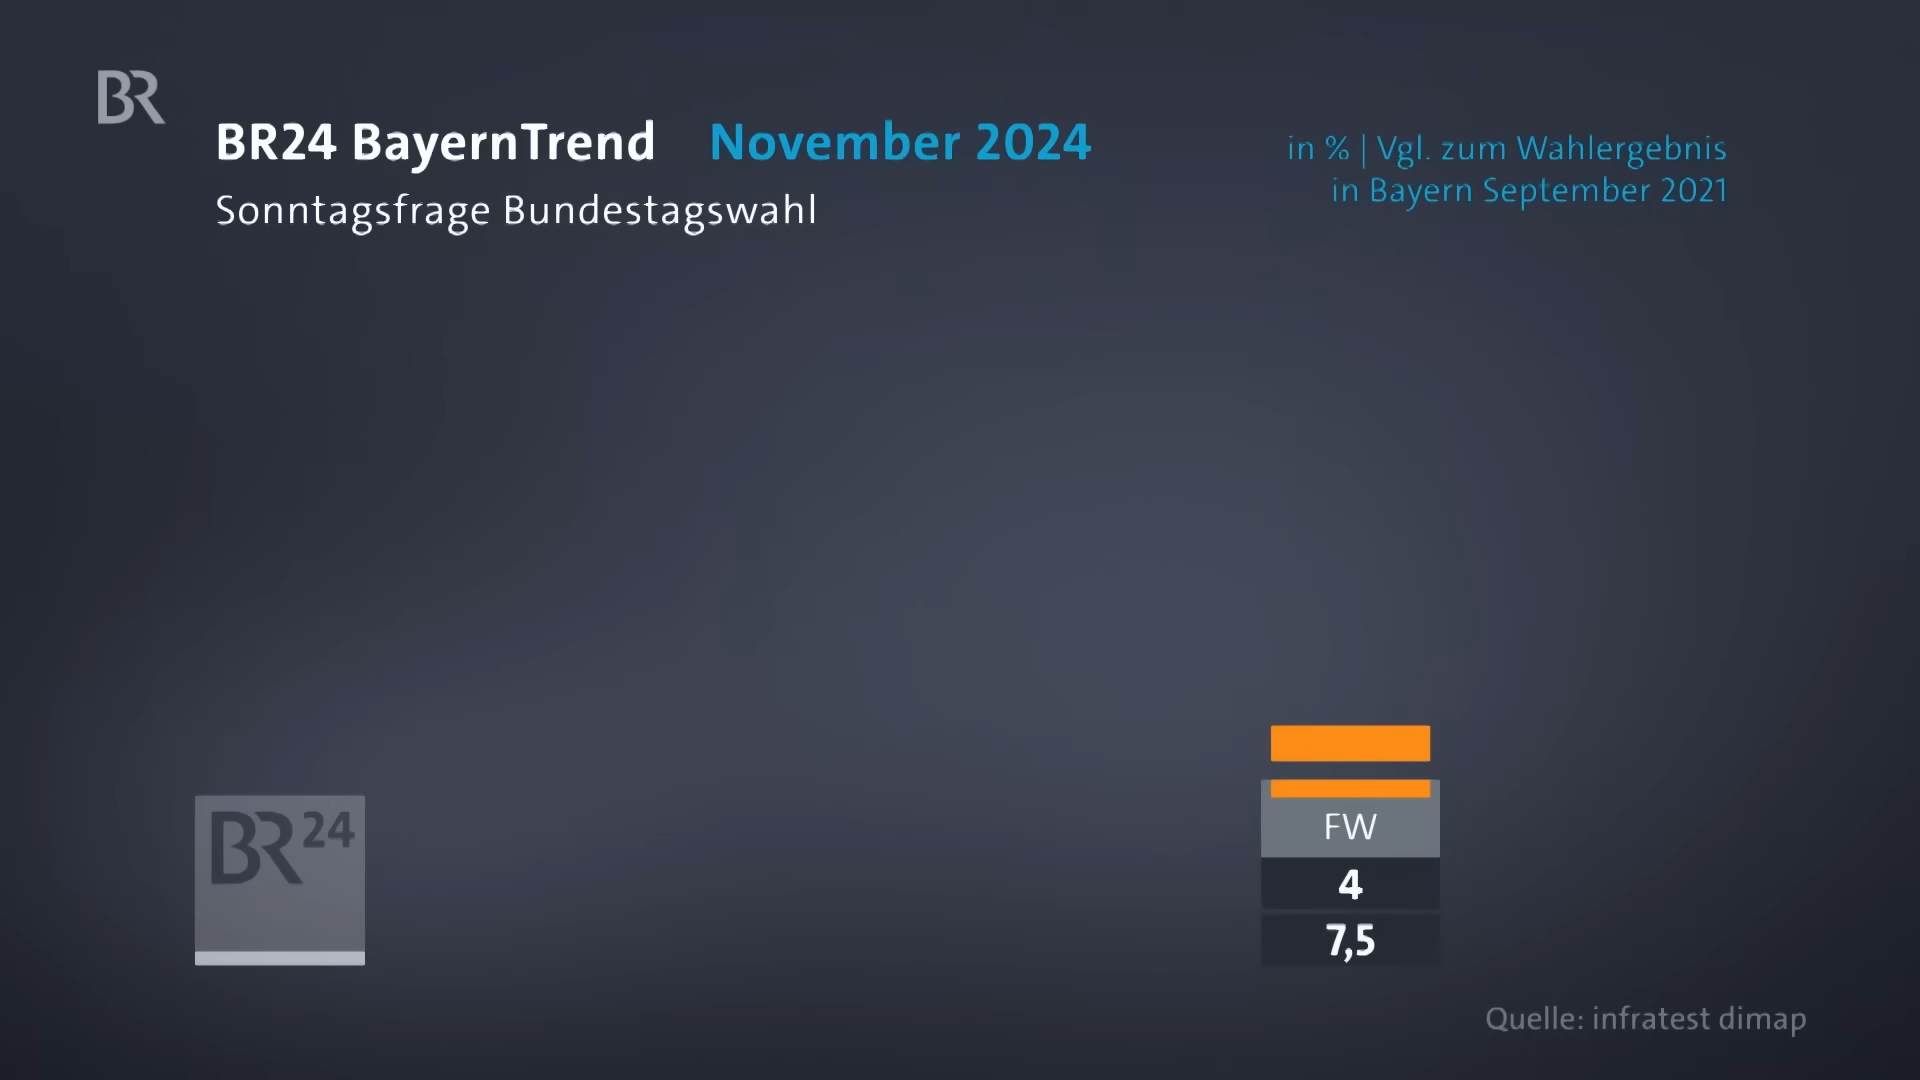 BR
BR24 BayernTrend November 2024
in % | Vgl. zum Wahlergebnis
in Bayern September 2021
Sonntagsfrage Bundestagswahl
BR24
FW
4
7,5
Quelle: infratest dimap